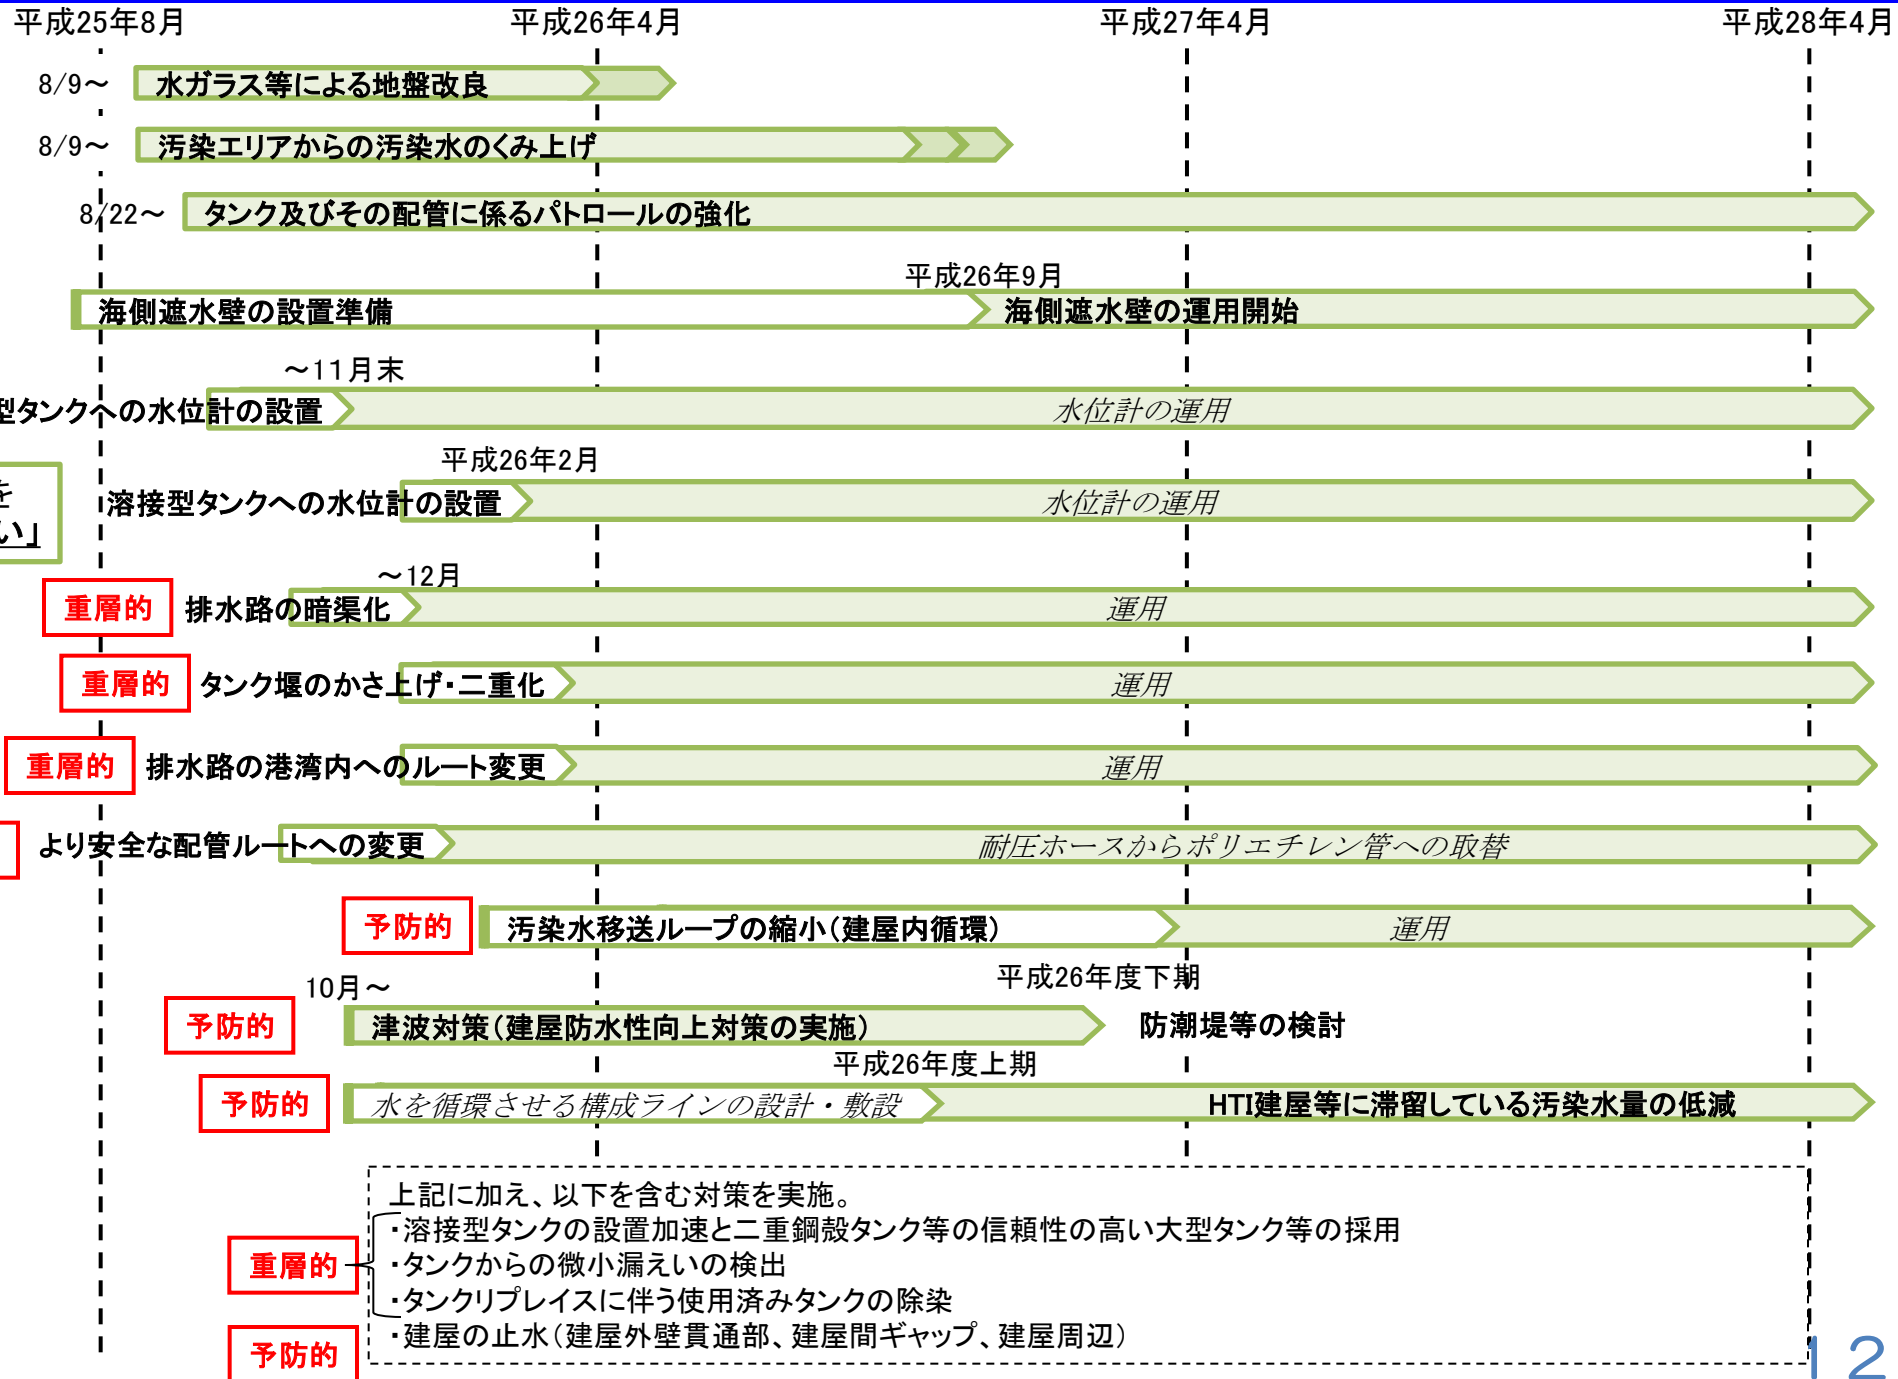 平成25年8月 平成26年4月 平成27年4月 平成28年4月
8/9～ 水ガラス等による地盤改良
8/9～ 汚染エリアからの汚染水のくみ上げ
8/22～ タンク及びその配管に係るパトロールの強化
平成26年9月
海側遮水壁の設置準備 海側遮水壁の運用開始
～11月末
型タンクへの水位計の設置 水位計の運用
平成26年2月
を
い」
溶接型タンクへの水位計の設置 水位計の運用
～12月
重層的 排水路の暗渠化 運用
重層的 タンク堰のかさ上げ・二重化 運用
重層的 排水路の港湾内へのルート変更 運用
より安全な配管ルートへの変更 耐圧ホースからポリエチレン管への取替
予防的 汚染水移送ループの縮小（建屋内循環） 運用
10月～ 平成26年度下期
予防的 津波対策（建屋防水性向上対策の実施） 防潮堤等の検討
平成26年度上期
予防的 水を循環させる構成ラインの設計・敷設 HTI建屋等に滞留している汚染水量の低減
上記に加え、以下を含む対策を実施。
・溶接型タンクの設置加速と二重鋼殻タンク等の信頼性の高い大型タンク等の採用
重層的 ・タンクからの微小漏えいの検出
・タンクリプレイスに伴う使用済みタンクの除染
・建屋の止水（建屋外壁貫通部、建屋間ギャップ、建屋周辺）
予防的
12